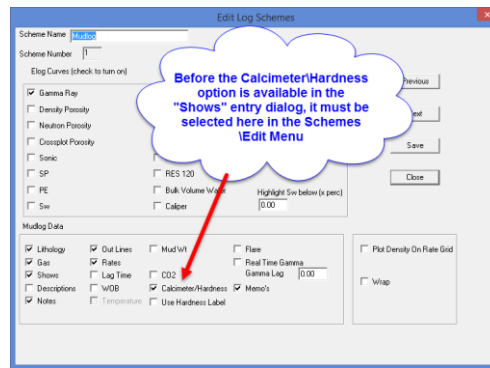 Edit Log Schemes
Scheme Name Mudlog
Scheme Number 1
Elog Curves (check to turn on)
Before the Calcimeter\Hardness
option is available in the
"Shows" entry dialog, it must be
selected here in the Schemes
\Edit Menu
Gamma Ray
Density Porosity
Neutron Porosity
Crossplot Porosity
Sonic
SP
PE
Sw
RES 120
Bulk Volume Water
Caliper
Highlight Sw below (x perc)
0.00
Save
Close
Mudlog Data
Lithology Out Lines Mud Wt Flare
Gas Rates Real Time Gamma
Shows Lag Time CO2 Gamma Lag 0.00
Descriptions WOB Calcimeter/Hardness Memo's
Notes Temperature Use Hardness Label
Plot Density On Rate Grid
Wrap